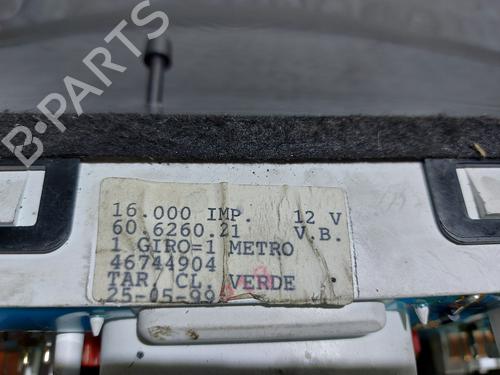 B-PARTS
16.000 IMP. 12 V
60.6260.21 V.B.
1 GIRO=1 METRO
46744904
TAR. CL. VERDE
25-05-99